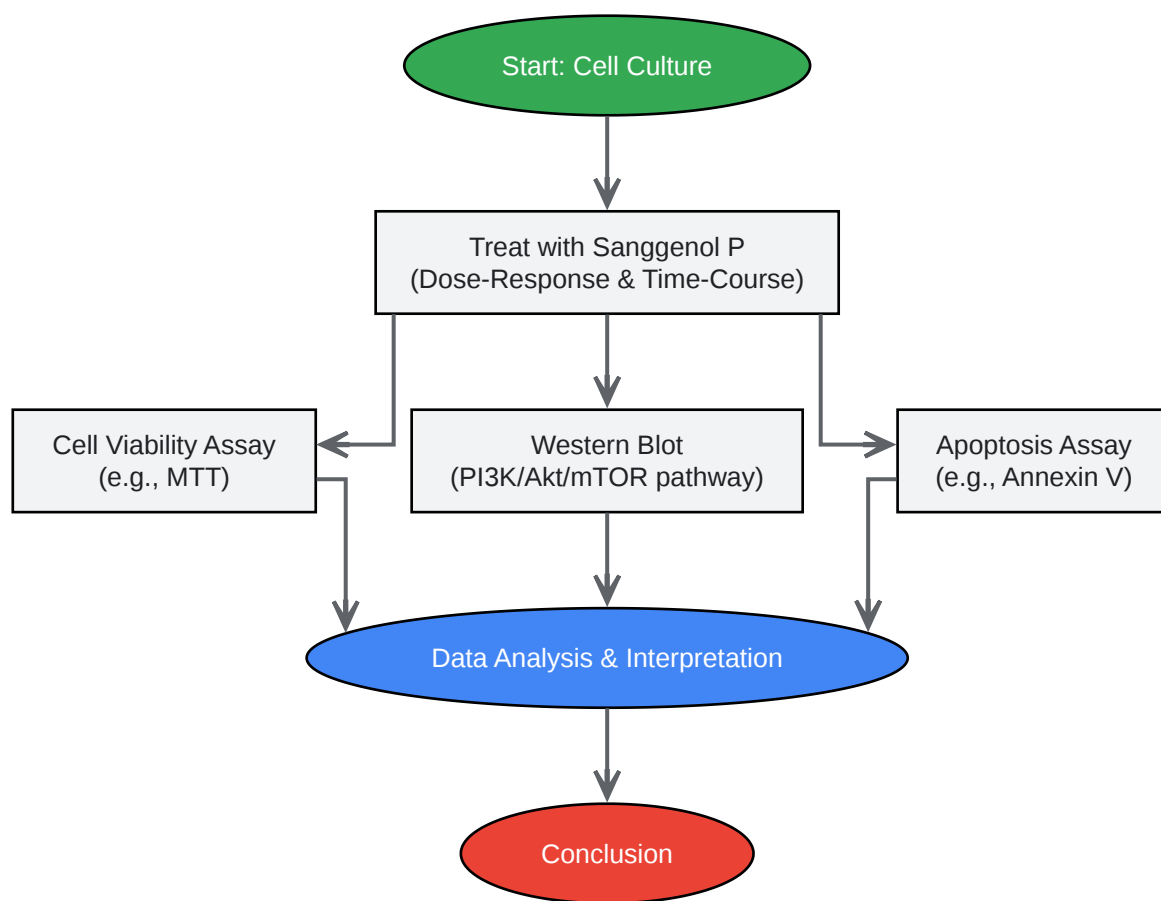 Start: Cell Culture
Treat with Sanggenol P
(Dose-Response & Time-Course)
Cell Viability Assay
(e.g., MTT)
Western Blot
(PI3K/Akt/mTOR pathway)
Apoptosis Assay
(e.g., Annexin V)
Data Analysis & Interpretation
Conclusion